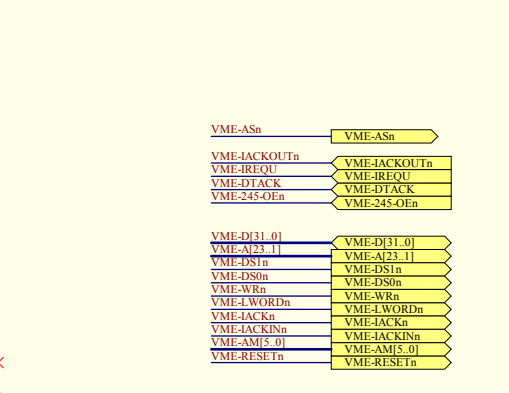 VME-ASn VME-ASn
VME-IACKOUTn VME-IACKOUTn
VME-IREQU VME-IREQU
VME-DTACK VME-DTACK
VME-245-OEn VME-245-OEn
VME-D[31..0] VME-D[31..0]
VME-A[23..1] VME-A[23..1]
VME-DS1n VME-DS1n
VME-DS0n VME-DS0n
VME-WRn VME-WRn
VME-LWORDn VME-LWORDn
VME-IACKn VME-IACKn
VME-IACKINn VME-IACKINn
VME-AM[5..0] VME-AM[5..0]
VME-RESETn VME-RESETn